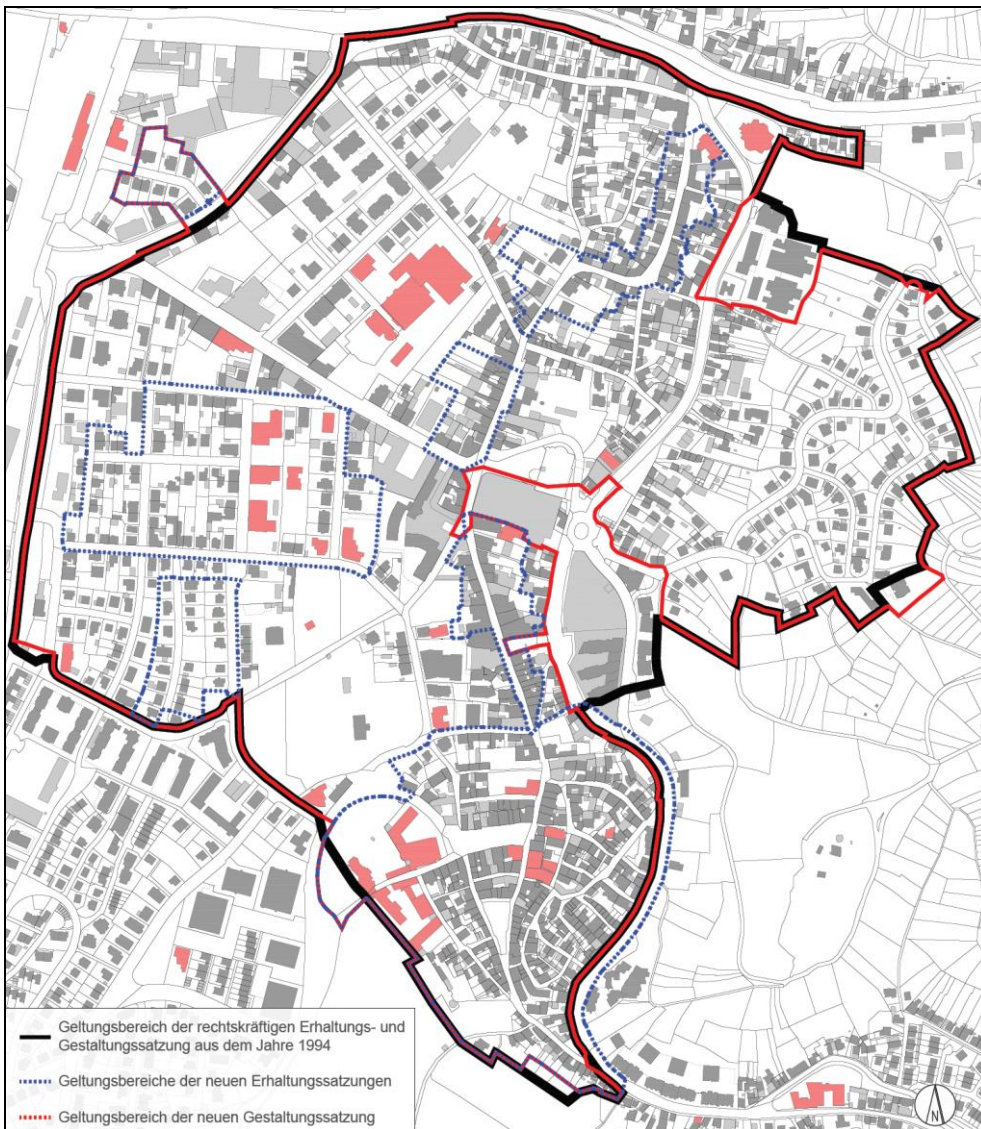 Geltungsbereich der rechtskräftigen Erhaltungs- und
Gestaltungssatzung aus dem Jahre 1994
Geltungsbereiche der neuen Erhaltungssatzungen
Geltungsbereich der neuen Gestaltungssatzung
N